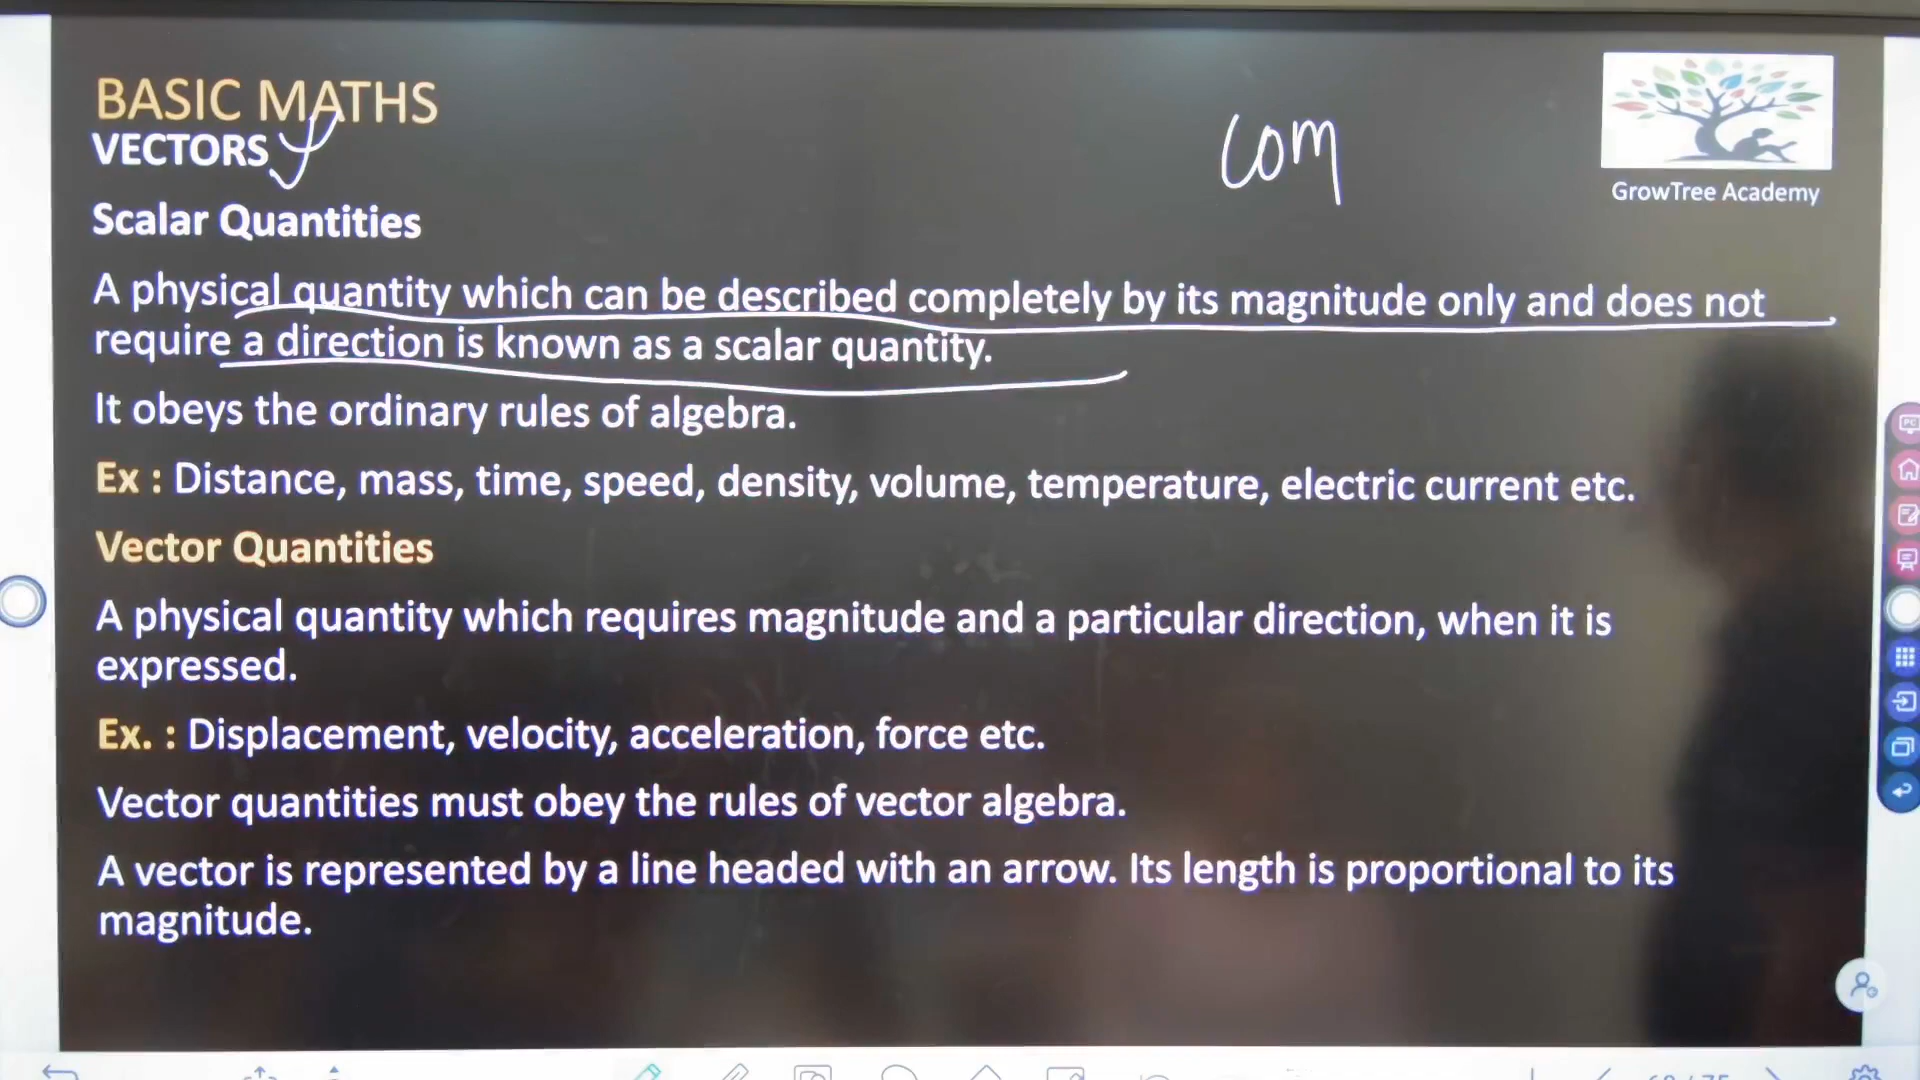 BASIC MATHS
VECTORS
com
GrowTree Academy
Scalar Quantities
A physical quantity which can be described completely by its magnitude only and does not
require a direction is known as a scalar quantity.
It obeys the ordinary rules of algebra.
Ex : Distance, mass, time, speed, density, volume, temperature, electric current etc.
Vector Quantities
A physical quantity which requires magnitude and a particular direction, when it is
expressed.
Ex. : Displacement, velocity, acceleration, force etc.
Vector quantities must obey the rules of vector algebra.
A vector is represented by a line headed with an arrow. Its length is proportional to its
magnitude.